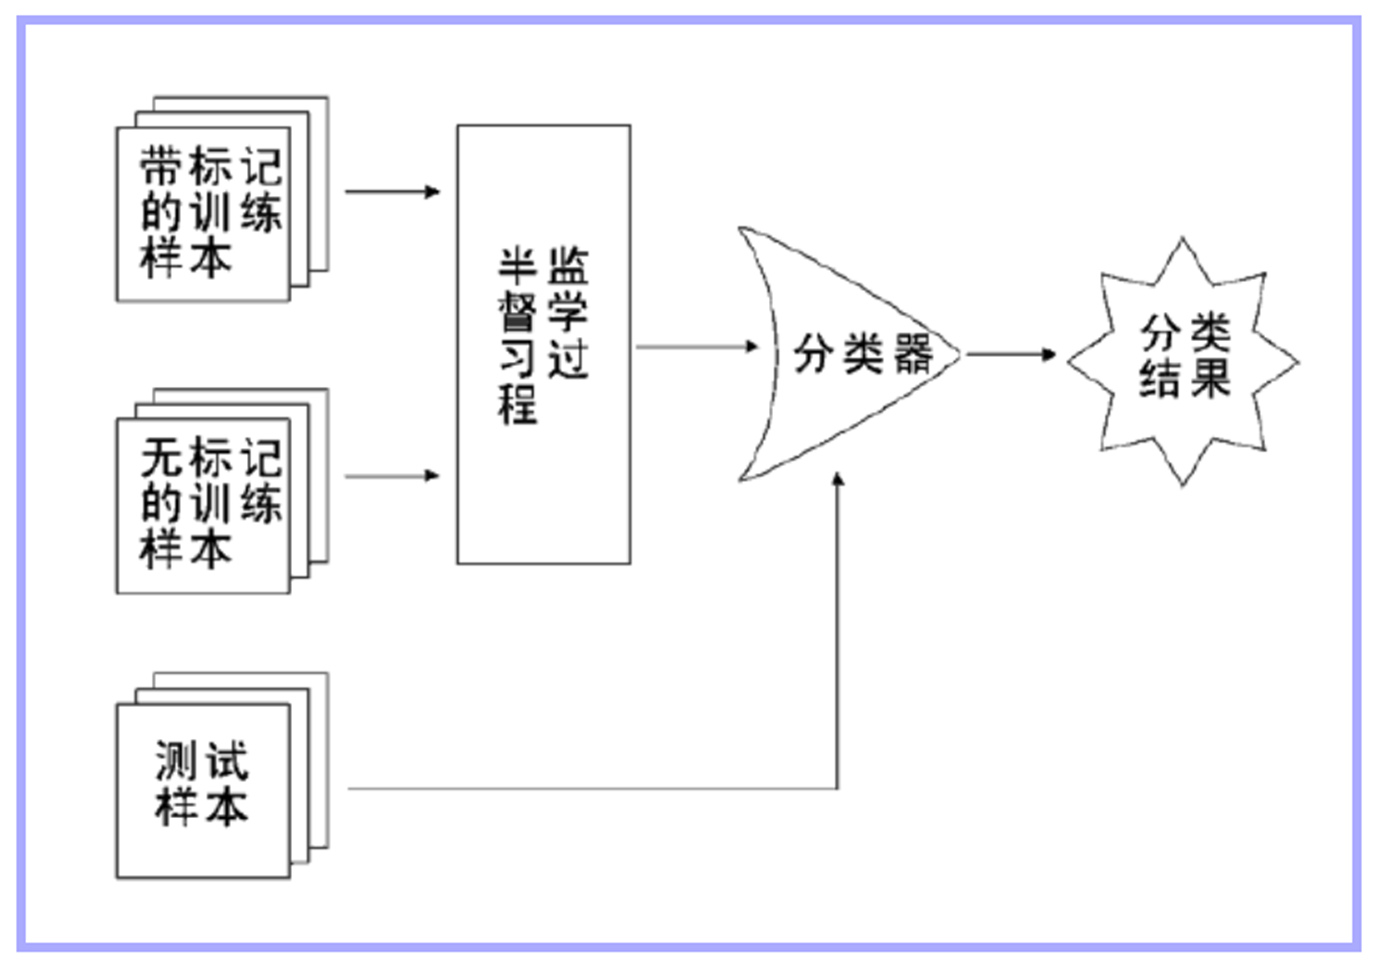 带标记
的训练
样本
半监
督学
习过
程
分类器
分类
结果
无标记
的训练
样本
测试
样本